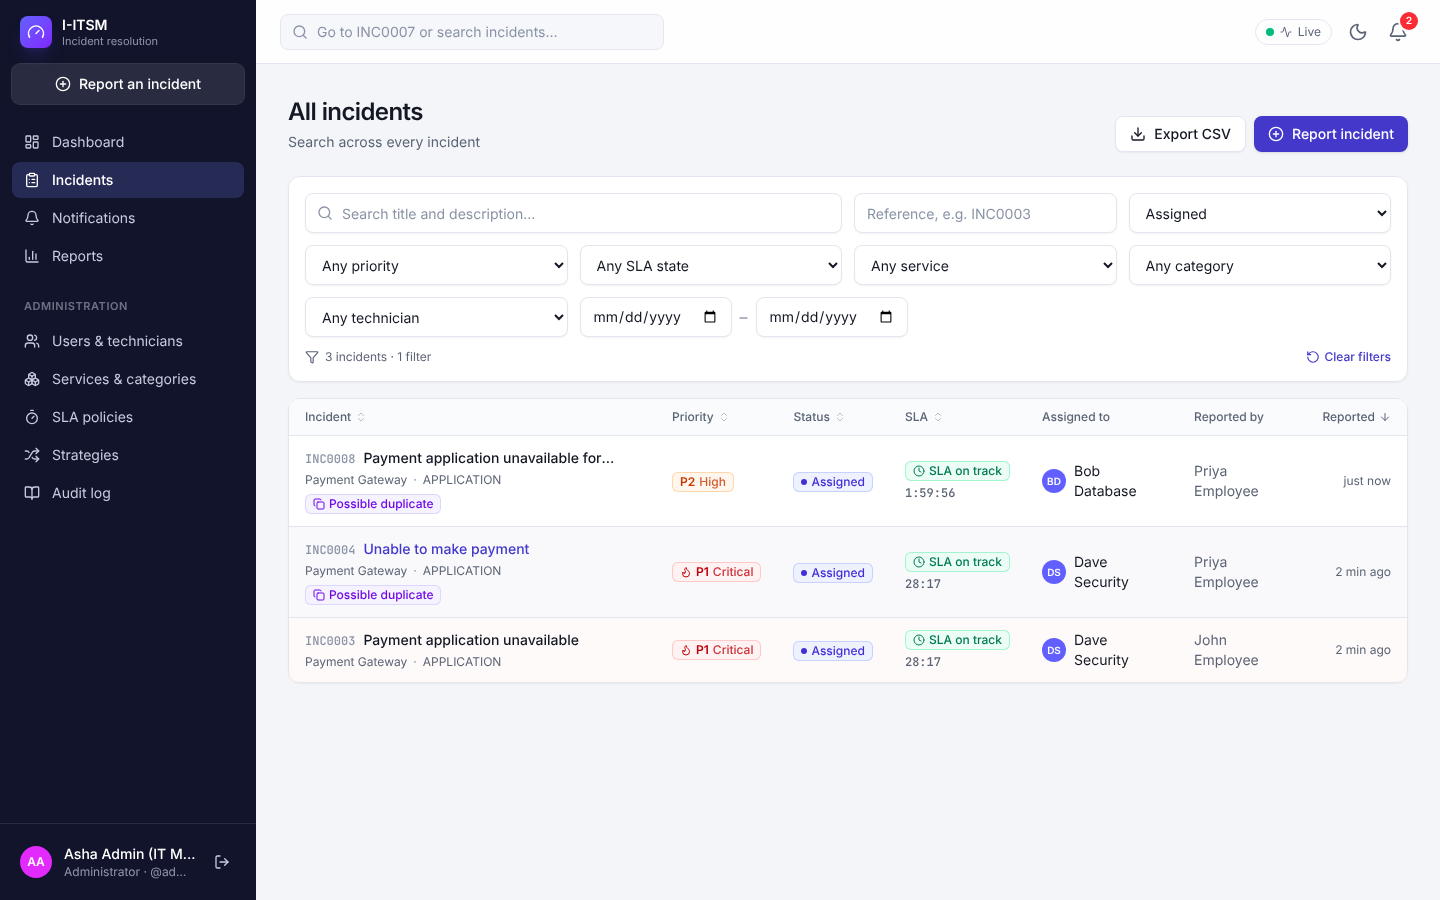 I-ITSM
Incident resolution
Report an incident
Dashboard
Incidents
Notifications
Reports
ADMINISTRATION
Users & technicians
Services & categories
SLA policies
Strategies
Audit log
AA
Asha Admin (IT M...
Administrator · @ad...
Go to INC0007 or search incidents...
Live
2
All incidents
Search across every incident
Export CSV
Report incident
Search title and description...
Reference, e.g. INC0003
Assigned
Any priority
Any SLA state
Any service
Any category
Any technician
mm/dd/yyyy – mm/dd/yyyy
3 incidents · 1 filter
Clear filters
Incident Priority Status SLA Assigned to Reported by Reported
INC0008 Payment application unavailable for...
Payment Gateway · APPLICATION
Possible duplicate
P2 High
Assigned
SLA on track
1:59:56
BD
Bob
Database
Priya
Employee
just now
INC0004 Unable to make payment
Payment Gateway · APPLICATION
Possible duplicate
P1 Critical
Assigned
SLA on track
28:17
DS
Dave
Security
Priya
Employee
2 min ago
INC0003 Payment application unavailable
Payment Gateway · APPLICATION
P1 Critical
Assigned
SLA on track
28:17
DS
Dave
Security
John
Employee
2 min ago